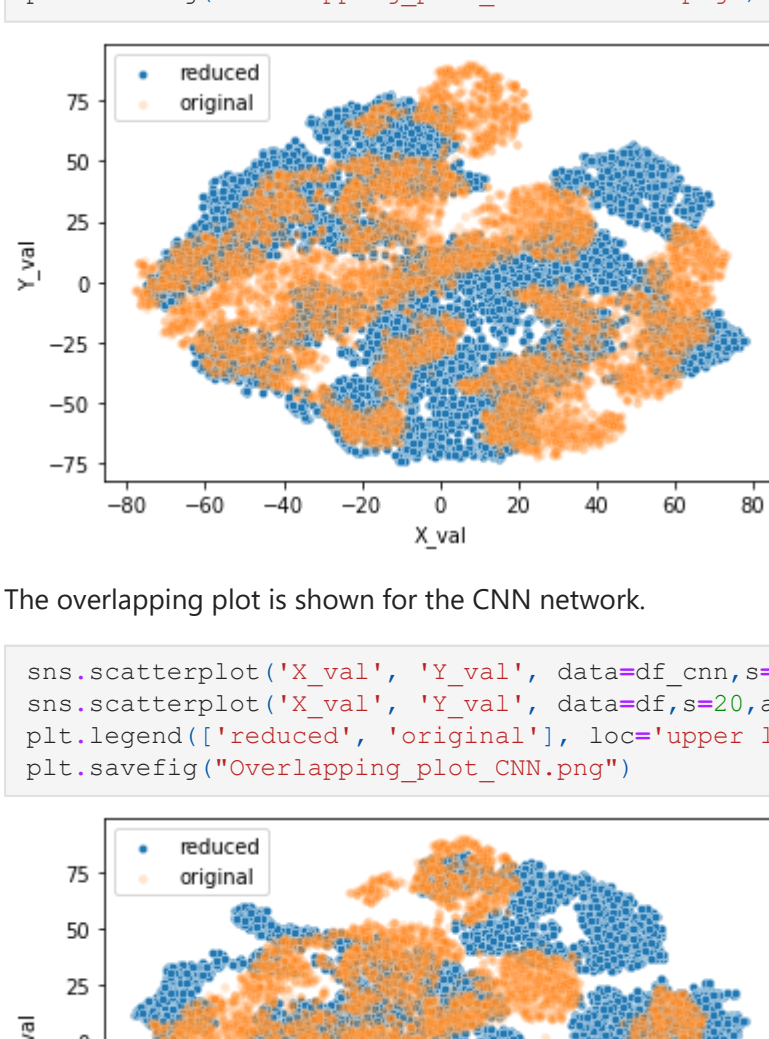 reduced
original
75
50
25
0
−25
−50
−75
Y_val
−80 −60 −40 −20 0 20 40 60 80
X_val
The overlapping plot is shown for the CNN network.
sns.scatterplot('X_val', 'Y_val', data=df_cnn,s=
sns.scatterplot('X_val', 'Y_val', data=df,s=20,a
plt.legend(['reduced', 'original'], loc='upper l
plt.savefig("Overlapping_plot_CNN.png")
reduced
original
75
50
25